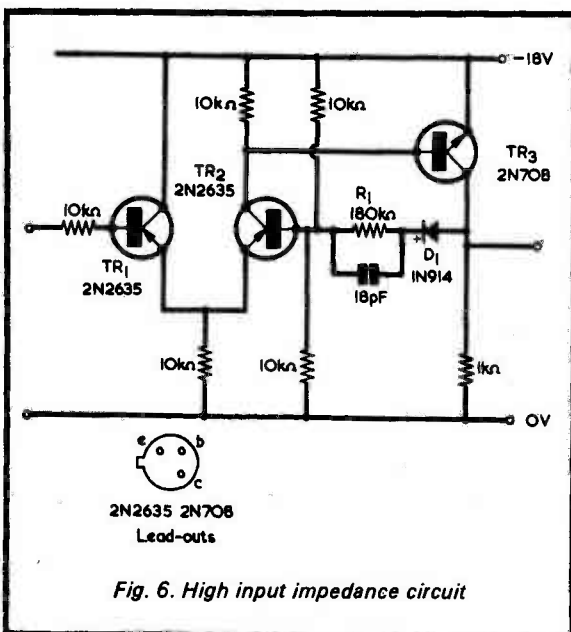 -18V
10kΩ 10kΩ
TR2
2N2635
TR3
2N708
10kΩ
R1
180kΩ
TR1
2N2635
+
D1
1N914
18pF
10kΩ 10kΩ 1kΩ
0V
e b
c
2N2635 2N708
Lead-outs
Fig. 6. High input impedance circuit